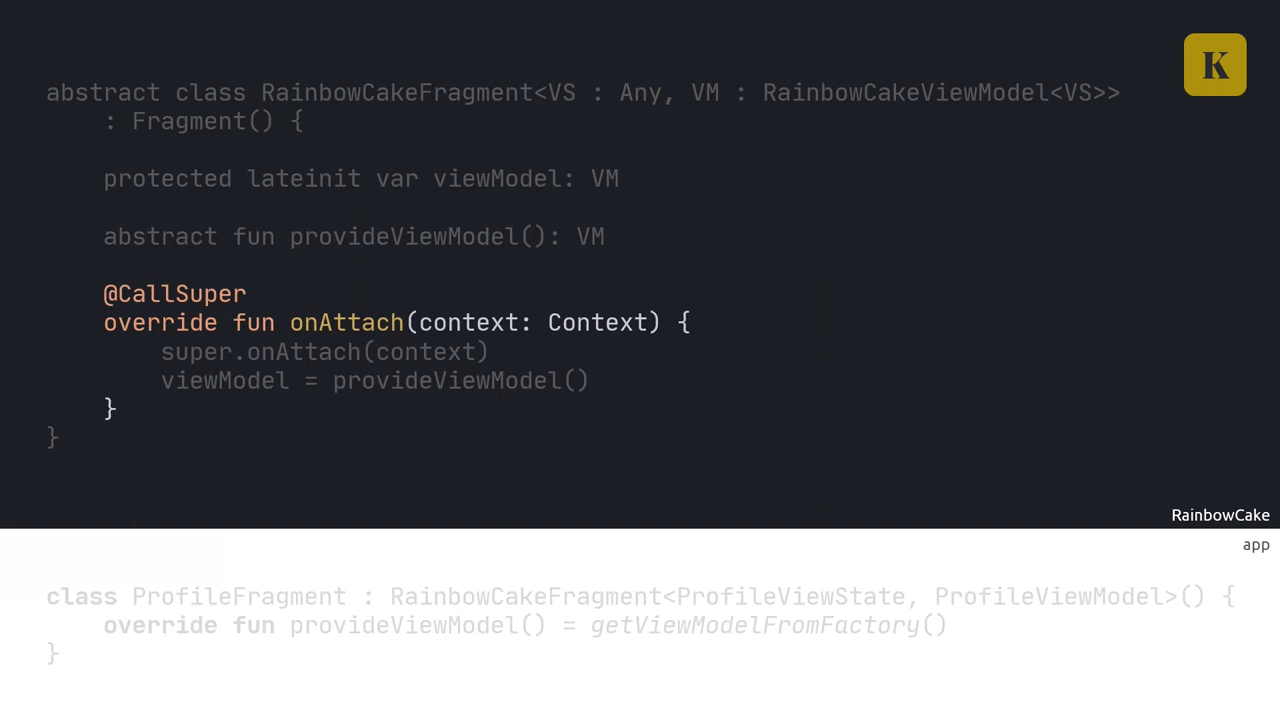 K
abstract class RainbowCakeFragment<VS : Any, VM : RainbowCakeViewModel<VS>>
    : Fragment() {
    protected lateinit var viewModel: VM
    abstract fun provideViewModel(): VM
    @CallSuper
    override fun onAttach(context: Context) {
        super.onAttach(context)
        viewModel = provideViewModel()
    }
}
RainbowCake
app
class ProfileFragment : RainbowCakeFragment<ProfileViewState, ProfileViewModel>() {
    override fun provideViewModel() = getViewModelFromFactory()
}